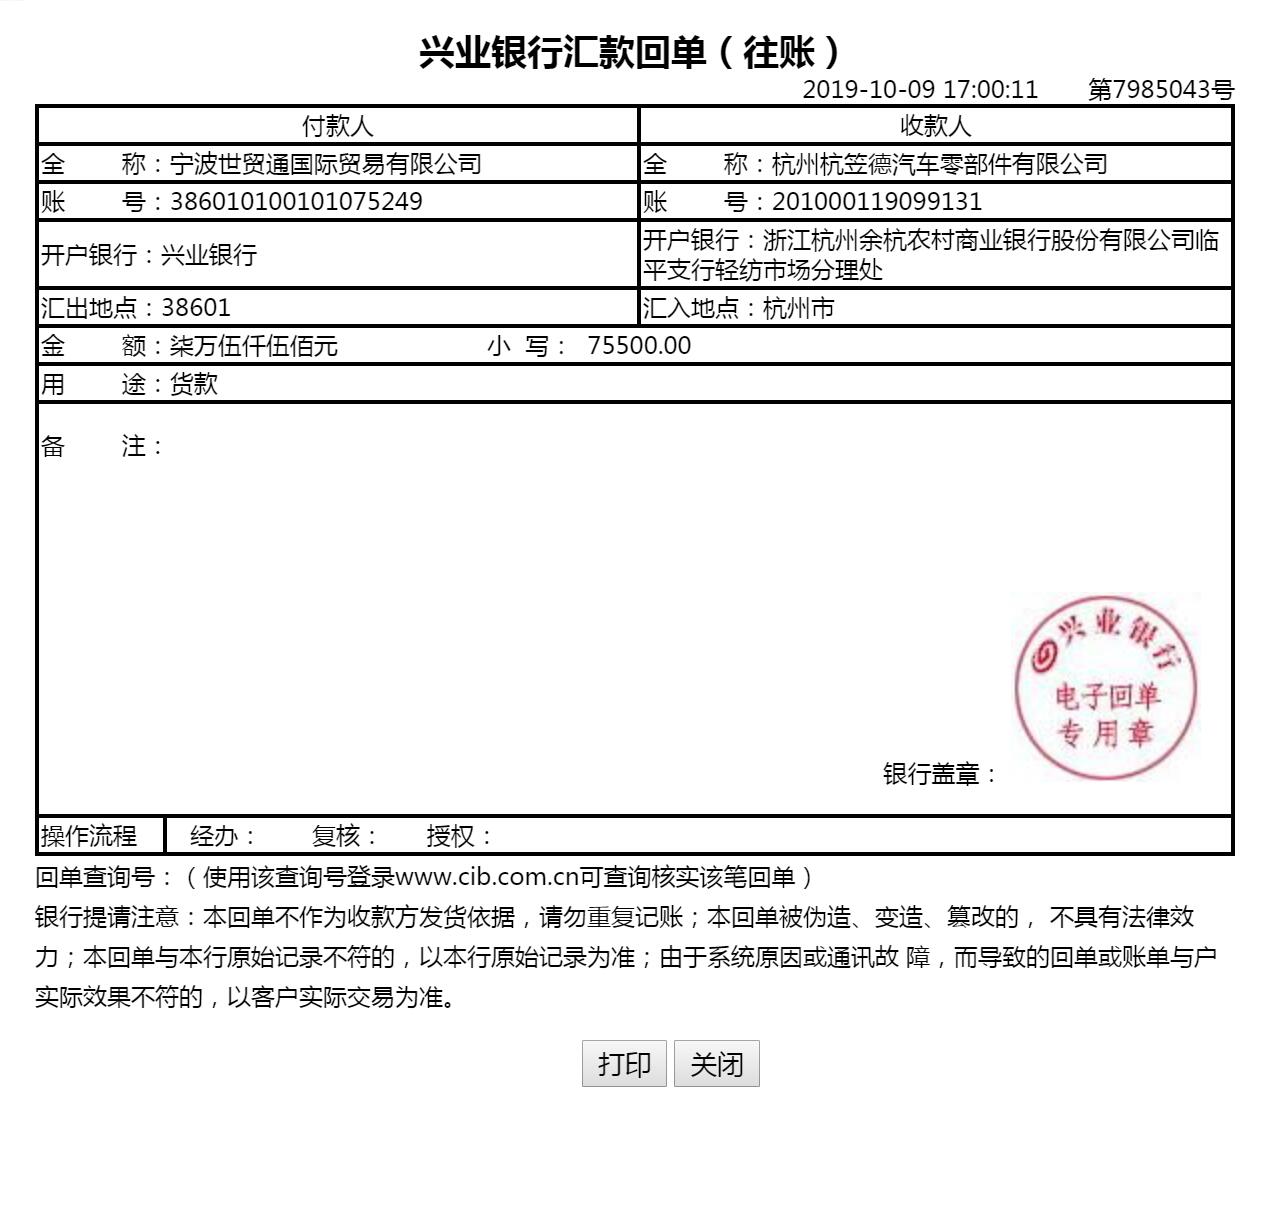 兴业银行汇款回单（往账）
2019-10-09 17:00:11 第7985043号
付款人 收款人
全 称：宁波世贸通国际贸易有限公司 全 称：杭州杭笠德汽车零部件有限公司
账 号：386010100101075249 账 号：201000119099131
开户银行：兴业银行 开户银行：浙江杭州余杭农村商业银行股份有限公司临
平支行轻纺市场分理处
汇出地点：38601 汇入地点：杭州市
金 额：柒万伍仟伍佰元 小 写： 75500.00
用 途：货款
备 注：
兴业银行
电子回单
专用章
银行盖章：
操作流程 经办： 复核： 授权：
回单查询号：（使用该查询号登录www.cib.com.cn可查询核实该笔回单）
银行提请注意：本回单不作为收款方发货依据，请勿重复记账；本回单被伪造、变造、篡改的， 不具有法律效
力；本回单与本行原始记录不符的，以本行原始记录为准；由于系统原因或通讯故 障，而导致的回单或账单与户
实际效果不符的，以客户实际交易为准。
打印 关闭